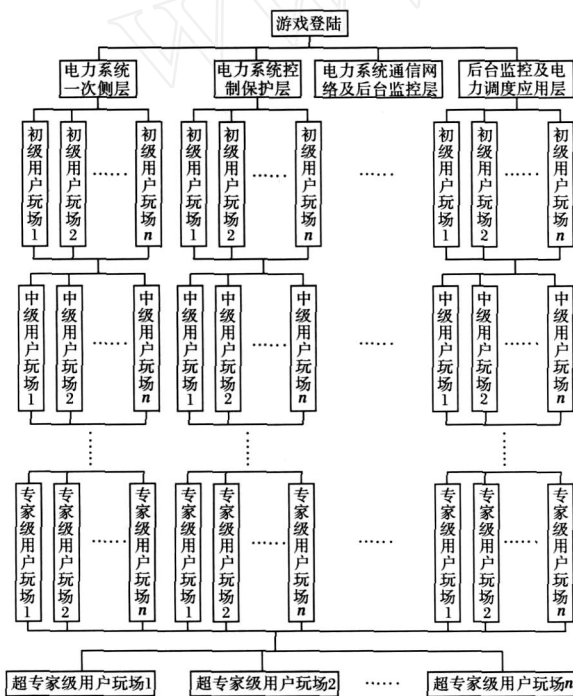 游戏登陆
电力系统
一次侧层
电力系统控
制保护层
电力系统通信网
络及后台监控层
后台监控及电
力调度应用层
初级用户玩场1
初级用户玩场2
……
初级用户玩场n
初级用户玩场1
初级用户玩场2
……
初级用户玩场n
……
初级用户玩场1
初级用户玩场2
……
初级用户玩场n
中级用户玩场1
中级用户玩场2
……
中级用户玩场n
中级用户玩场1
中级用户玩场2
……
中级用户玩场n
……
中级用户玩场1
中级用户玩场2
……
中级用户玩场n
……
……
专家级用户玩场1
专家级用户玩场2
……
专家级用户玩场n
专家级用户玩场1
专家级用户玩场2
……
专家级用户玩场n
……
专家级用户玩场1
专家级用户玩场2
……
专家级用户玩场n
超专家级用户玩场1
超专家级用户玩场2
……
超专家级用户玩场n